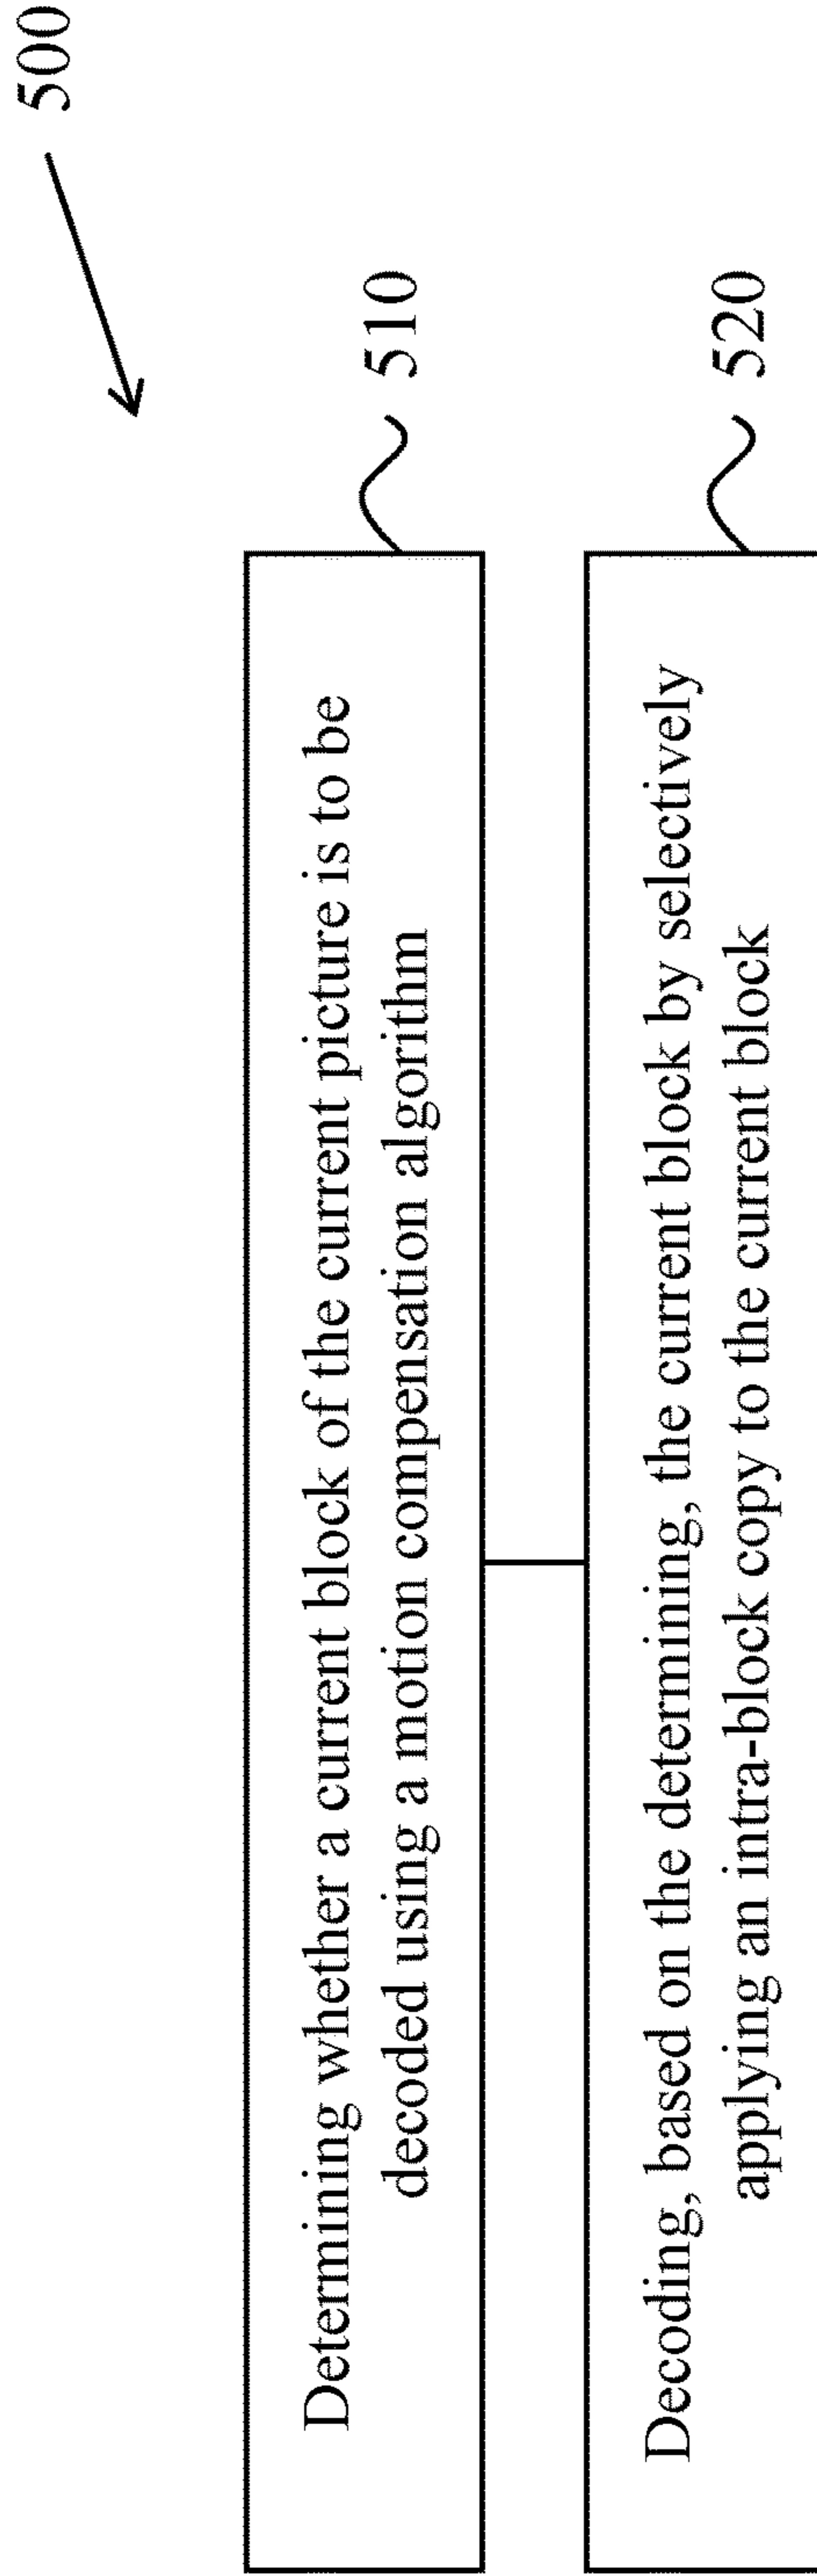 500
Determining whether a current block of the current picture is to be
decoded using a motion compensation algorithm
510
Decoding, based on the determining, the current block by selectively
applying an intra-block copy to the current block
520